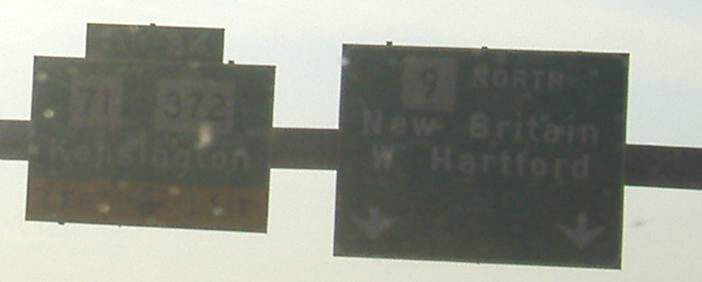 71 372
Kensington
9 NORTH
New Britain
W Hartford